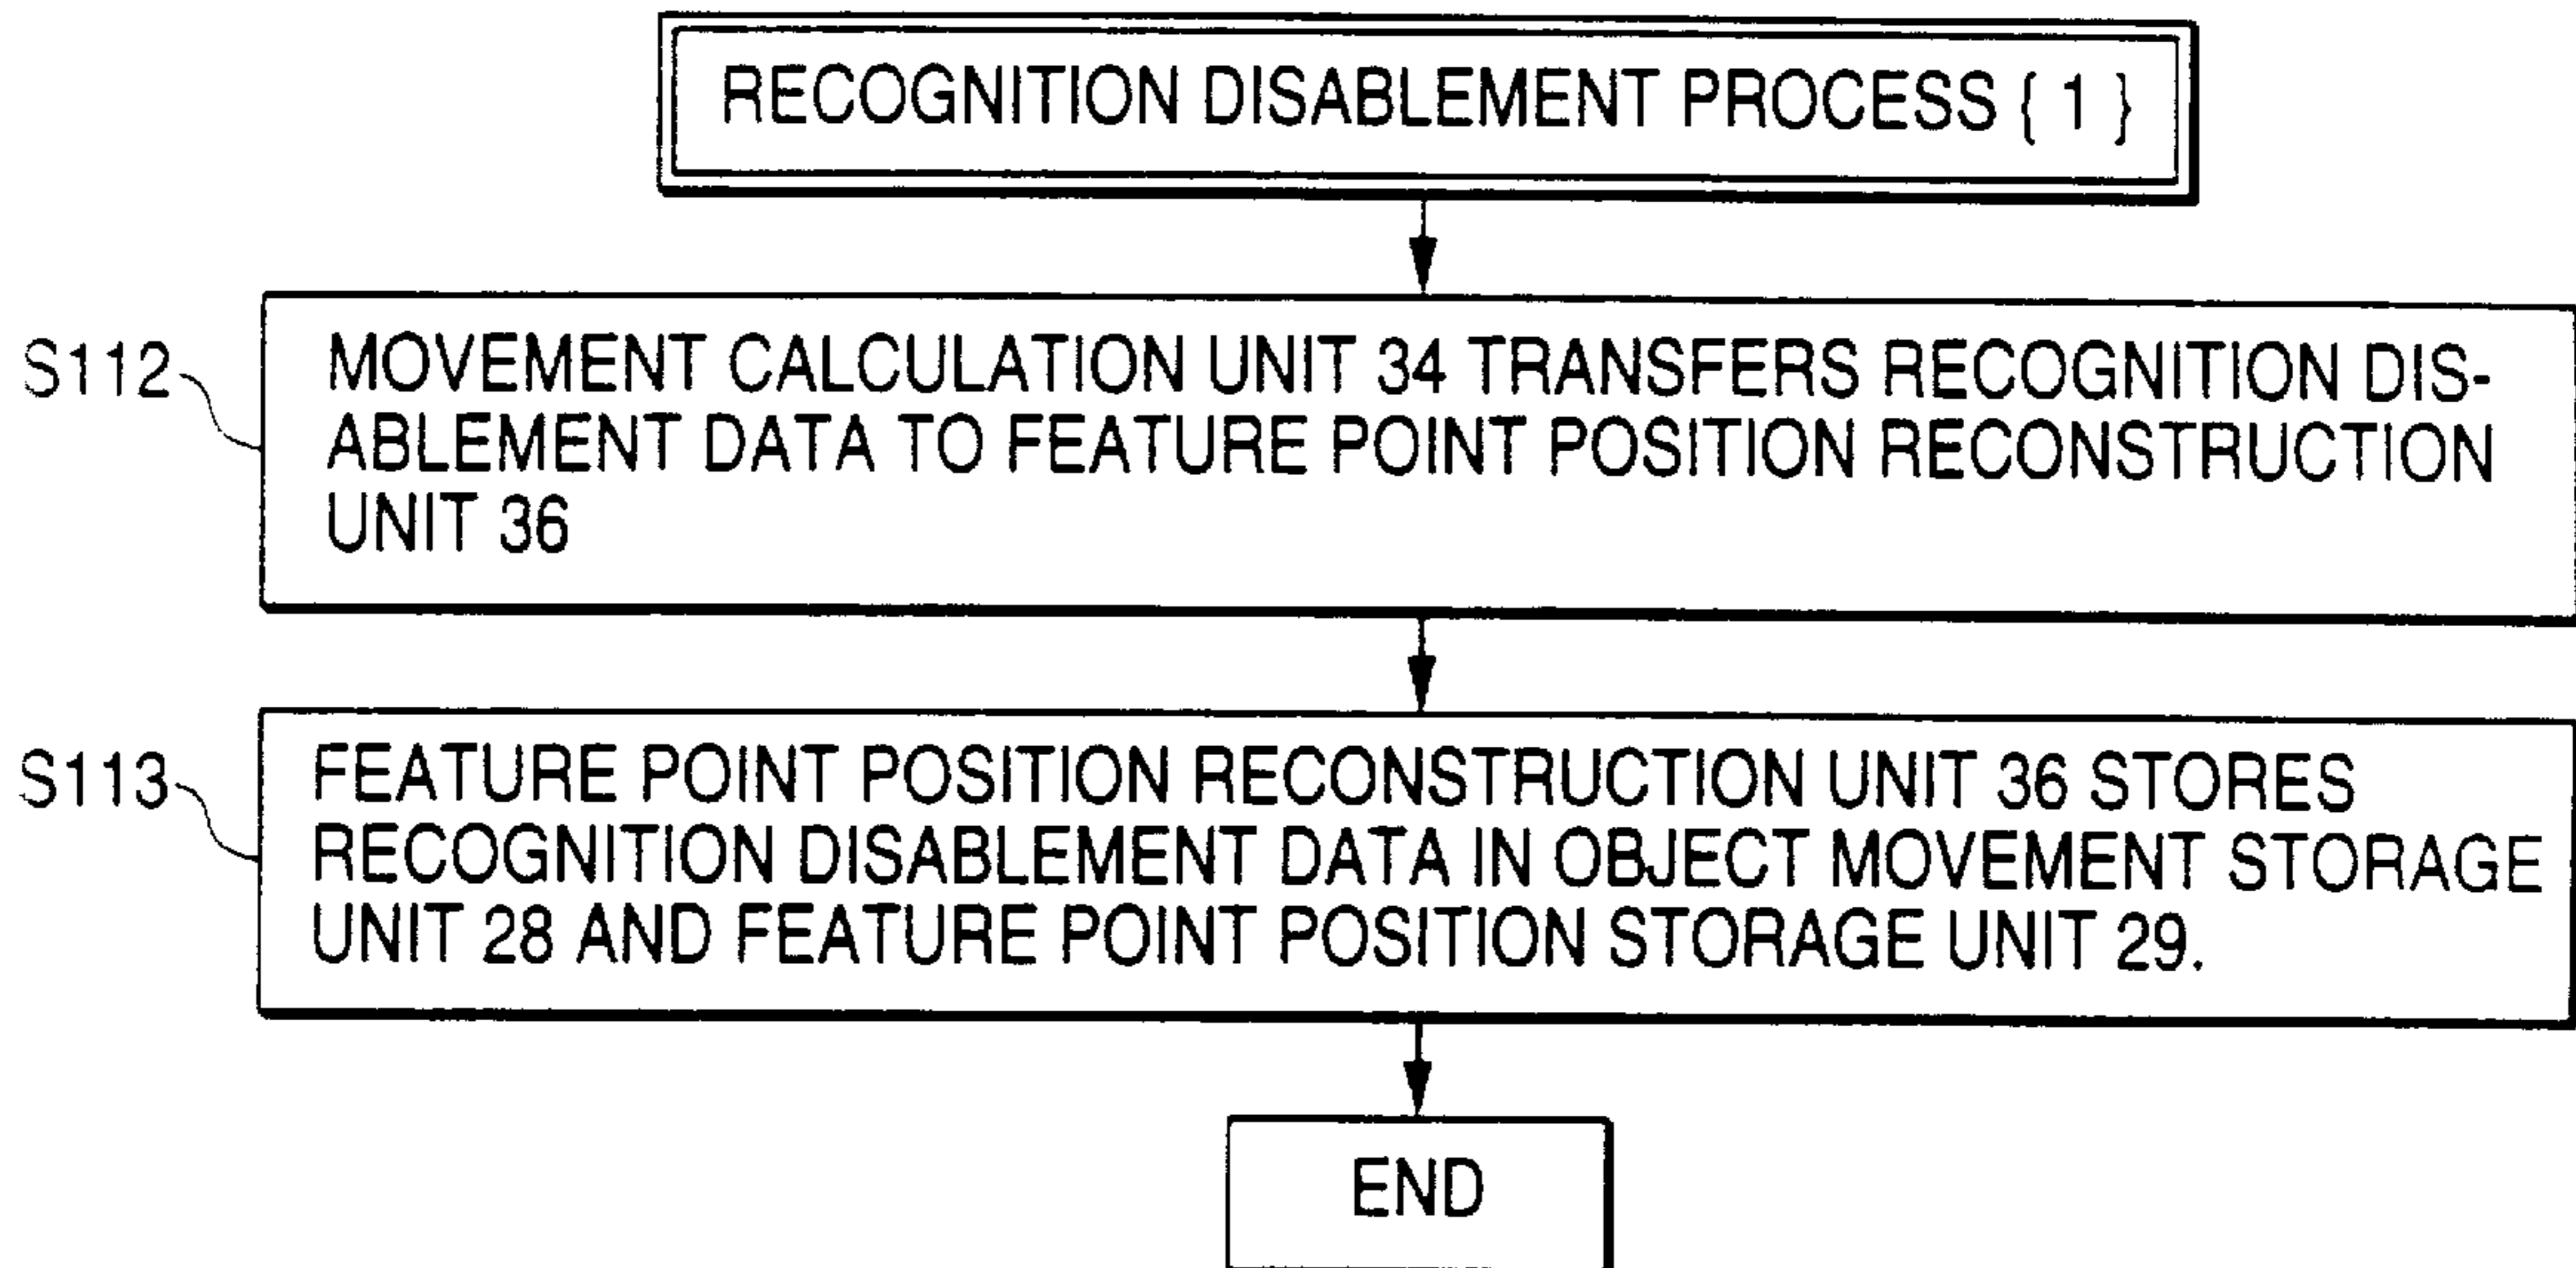 RECOGNITION DISABLEMENT PROCESS { 1 }
S112
MOVEMENT CALCULATION UNIT 34 TRANSFERS RECOGNITION DIS-
ABLEMENT DATA TO FEATURE POINT POSITION RECONSTRUCTION
UNIT 36
S113
FEATURE POINT POSITION RECONSTRUCTION UNIT 36 STORES
RECOGNITION DISABLEMENT DATA IN OBJECT MOVEMENT STORAGE
UNIT 28 AND FEATURE POINT POSITION STORAGE UNIT 29.
END